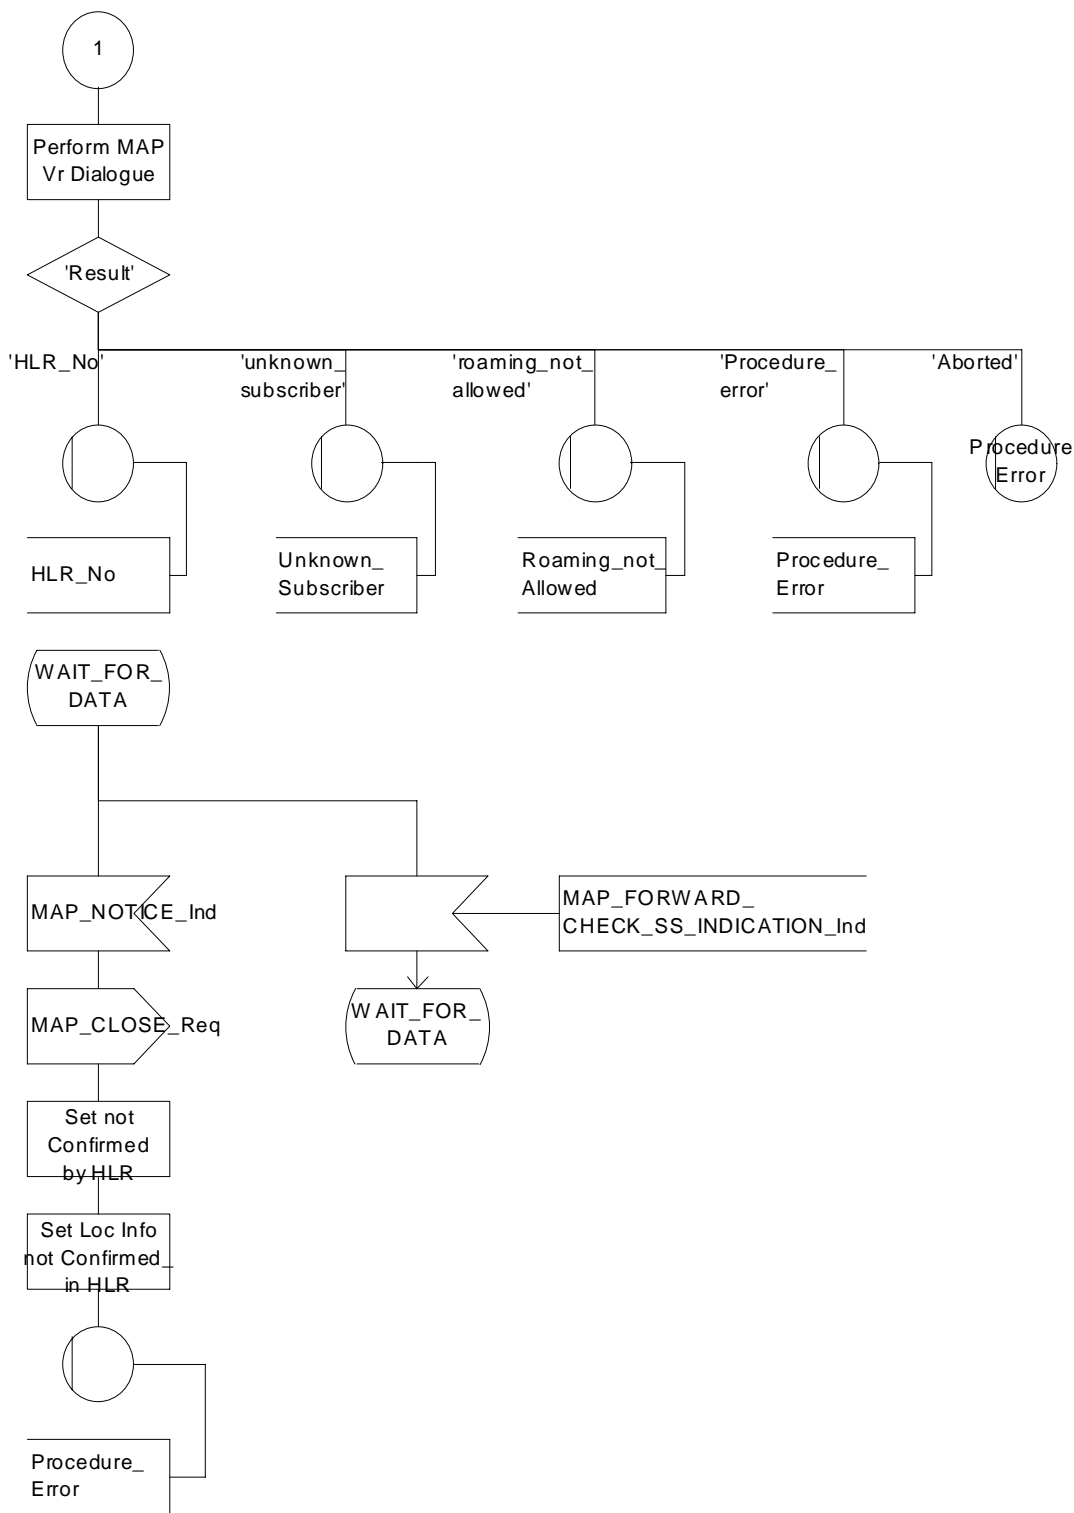 1
Perform MAP
Vr Dialogue
'Result'
'HLR_No'
'unknown_
subscriber'
'roaming_not_
allowed'
'Procedure_
error'
'Aborted'
Procedure
Error
HLR_No
Unknown_
Subscriber
Roaming_not_
Allowed
Procedure_
Error
WAIT_FOR_
DATA
MAP_NOTICE_Ind
MAP_FORWARD_
CHECK_SS_INDICATION_Ind
MAP_CLOSE_Req
WAIT_FOR_
DATA
Set not
Confirmed
by HLR
Set Loc Info
not Confirmed_
in HLR
Procedure_
Error